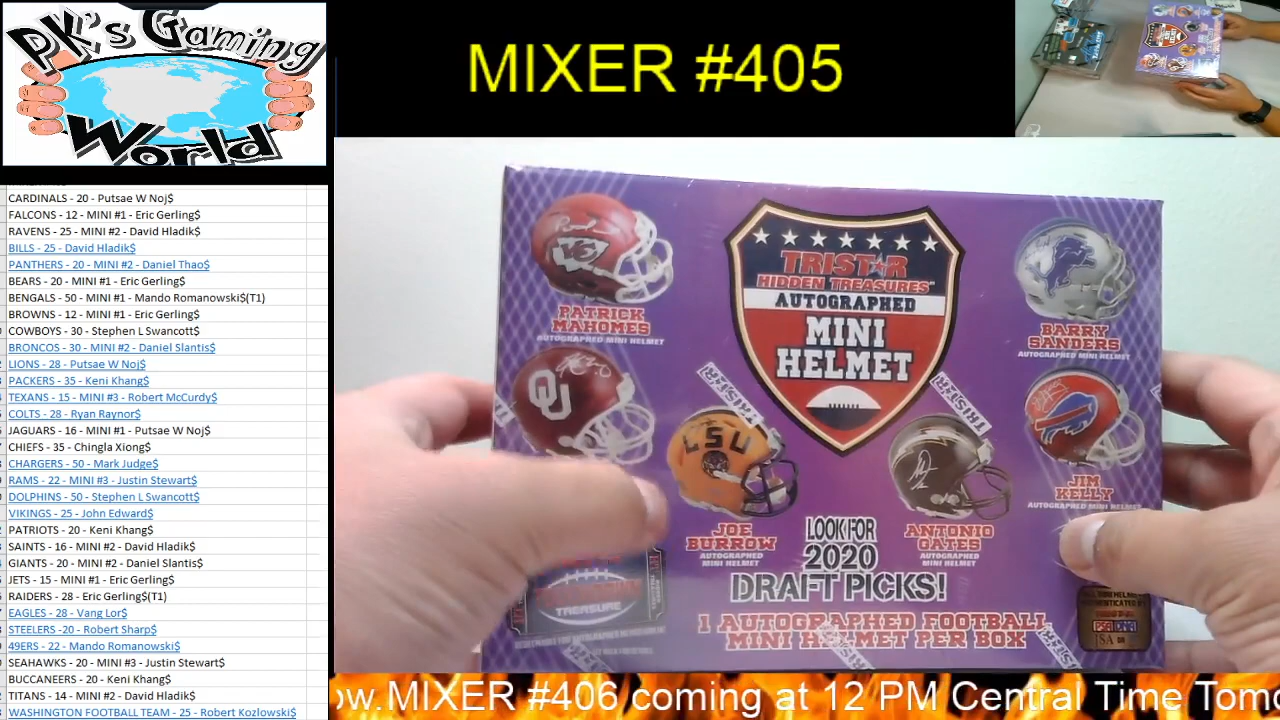 PK's Gaming
World
MIXER #405
CARDINALS - 20 - Putsae W Noj$
FALCONS - 12 - MINI #1 - Eric Gerling$
RAVENS - 25 - MINI #2 - David Hladik$
BILLS - 25 - David Hladik$
PANTHERS - 20 - MINI #2 - Daniel Thao$
BEARS - 20 - MINI #1 - Eric Gerling$
BENGALS - 50 - MINI #1 - Mando Romanowski$(T1)
BROWNS - 12 - MINI #1 - Eric Gerling$
COWBOYS - 30 - Stephen L Swancott$
BRONCOS - 30 - MINI #2 - Daniel Slantis$
LIONS - 28 - Putsae W Noj$
PACKERS - 35 - Keni Khang$
TEXANS - 15 - MINI #3 - Robert McCurdy$
COLTS - 28 - Ryan Raynor$
JAGUARS - 16 - MINI #1 - Putsae W Noj$
CHIEFS - 35 - Chingla Xiong$
CHARGERS - 50 - Mark Judge$
RAMS - 22 - MINI #3 - Justin Stewart$
DOLPHINS - 50 - Stephen L Swancott$
VIKINGS - 25 - John Edward$
PATRIOTS - 20 - Keni Khang$
SAINTS - 16 - MINI #2 - David Hladik$
GIANTS - 20 - MINI #2 - Daniel Slantis$
JETS - 15 - MINI #1 - Eric Gerling$
RAIDERS - 28 - Eric Gerling$(T1)
EAGLES - 28 - Vang Lor$
STEELERS -20 - Robert Sharp$
49ERS - 22 - Mando Romanowski$
SEAHAWKS - 20 - MINI #3 - Justin Stewart$
BUCCANEERS - 20 - Keni Khang$
TITANS - 14 - MINI #2 - David Hladik$
WASHINGTON FOOTBALL TEAM - 25 - Robert Kozlowski$
TRISTAR
HIDDEN TREASURES
AUTOGRAPHED
MINI
HELMET
PATRICK
MAHOMES
AUTOGRAPHED MINI HELMET
BARRY
SANDERS
AUTOGRAPHED MINI HELMET
OU
LSU
JOE
BURROW
AUTOGRAPHED
MINI HELMET
LOOK FOR
2020
DRAFT PICKS!
ANTONIO
GATES
AUTOGRAPHED
MINI HELMET
JIM
KELLY
AUTOGRAPHED MINI HELMET
TREASURE
1 AUTOGRAPHED FOOTBALL
MINI HELMET PER BOX
PSA/DNA
JSA
TRISTAR
TRISTAR
ow.MIXER #406 coming at 12 PM Central Time Tomo